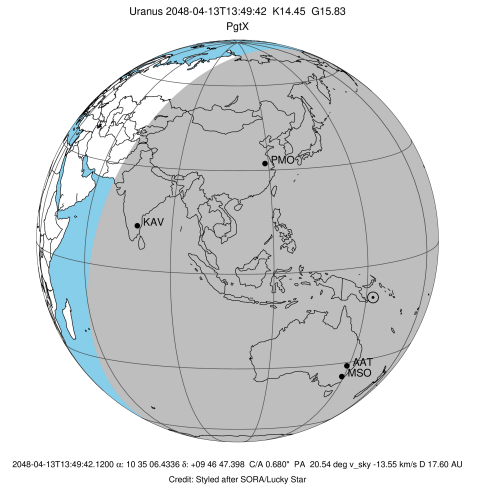 Uranus 2048-04-13T13:49:42 K14.45 G15.83
PgtX
PMO
KAV
AAT
MSO
2048-04-13T13:49:42.1200 α: 10 35 06.4336 δ: +09 46 47.398 C/A 0.680" PA 20.54 deg v_sky -13.55 km/s D 17.60 AU
Credit: Styled after SORA/Lucky Star